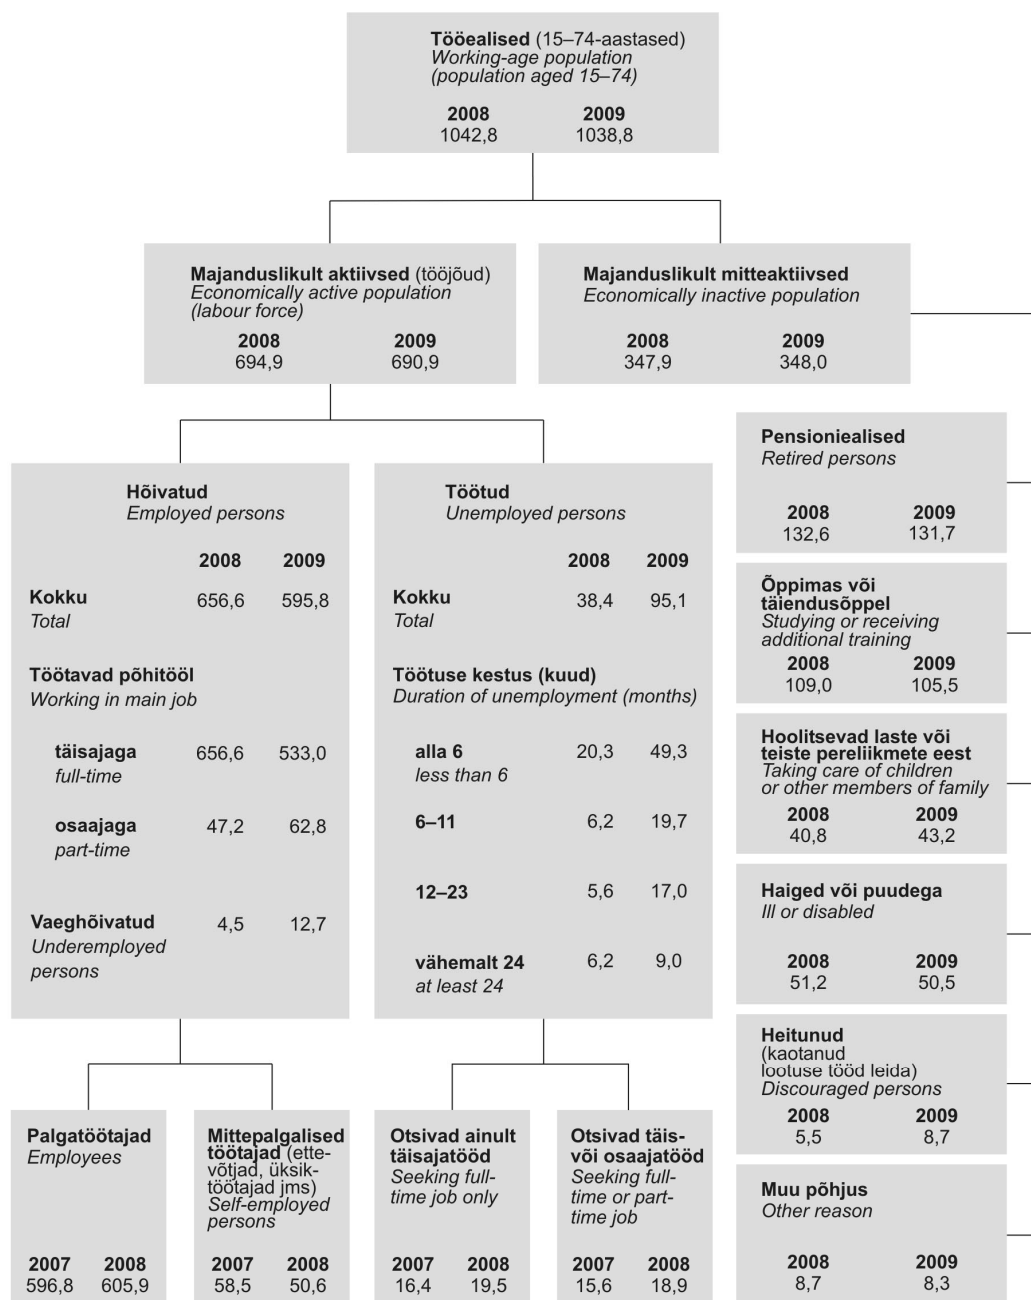 Tööealised (15–74-aastased)
Working-age population
(population aged 15–74)
2008 2009
1042,8 1038,8
Majanduslikult aktiivsed (tööjõud)
Economically active population
(labour force)
2008 2009
694,9 690,9
Majanduslikult mitteaktiivsed
Economically inactive population
2008 2009
347,9 348,0
Hõivatud
Employed persons
2008 2009
Kokku 656,6 595,8
Total
Töötavad põhitööl
Working in main job
täisajaga 656,6 533,0
full-time
osaajaga 47,2 62,8
part-time
Vaeghõivatud 4,5 12,7
Underemployed
persons
Töötud
Unemployed persons
2008 2009
Kokku 38,4 95,1
Total
Töötuse kestus (kuud)
Duration of unemployment (months)
alla 6 20,3 49,3
less than 6
6–11 6,2 19,7
12–23 5,6 17,0
vähemalt 24 6,2 9,0
at least 24
Pensioniealised
Retired persons
2008 2009
132,6 131,7
Õppimas või
täiendusõppel
Studying or receiving
additional training
2008 2009
109,0 105,5
Hoolitsevad laste või
teiste pereliikmete eest
Taking care of children
or other members of family
2008 2009
40,8 43,2
Haiged või puudega
Ill or disabled
2008 2009
51,2 50,5
Heitunud
(kaotanud
lootuse tööd leida)
Discouraged persons
2008 2009
5,5 8,7
Muu põhjus
Other reason
2008 2009
8,7 8,3
Palgatöötajad
Employees
2007 2008
596,8 605,9
Mittepalgalised
töötajad (ette-
võtjad, üksik-
töötajad jms)
Self-employed
persons
2007 2008
58,5 50,6
Otsivad ainult
täisajatööd
Seeking full-
time job only
2007 2008
16,4 19,5
Otsivad täis-
või osaajatööd
Seeking full-
time or part-
time job
2007 2008
15,6 18,9